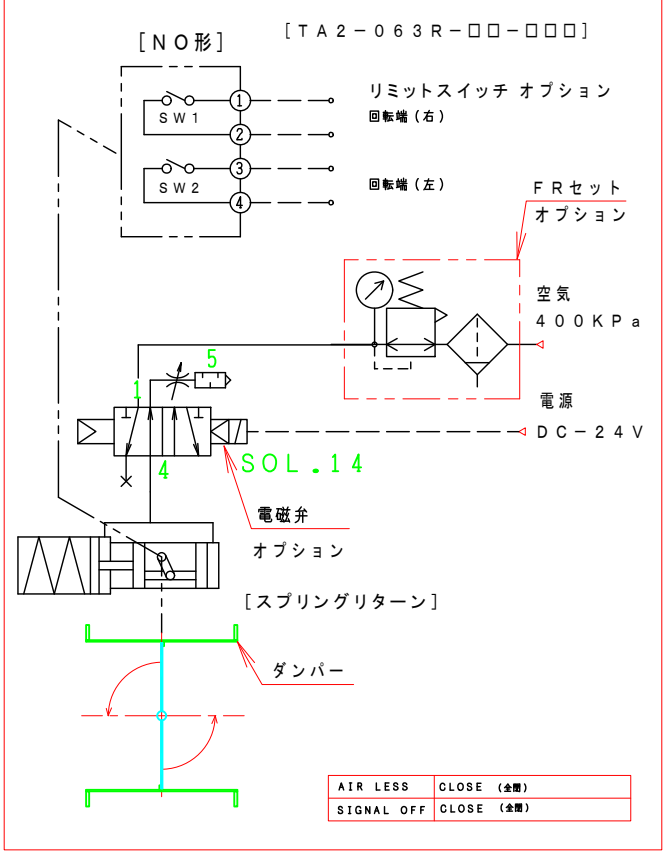 [NO形]
[TA2-063R-□□-□□□]
リミットスイッチ オプション
① 回転端(右)
SW1
②
③ 回転端(左)
SW2
④
FRセット
オプション
空気
400KPa
電源
DC-24V
5
1
4
SOL.14
電磁弁
オプション
[スプリングリターン]
ダンパー
AIR LESS CLOSE (全閉)
SIGNAL OFF CLOSE (全閉)